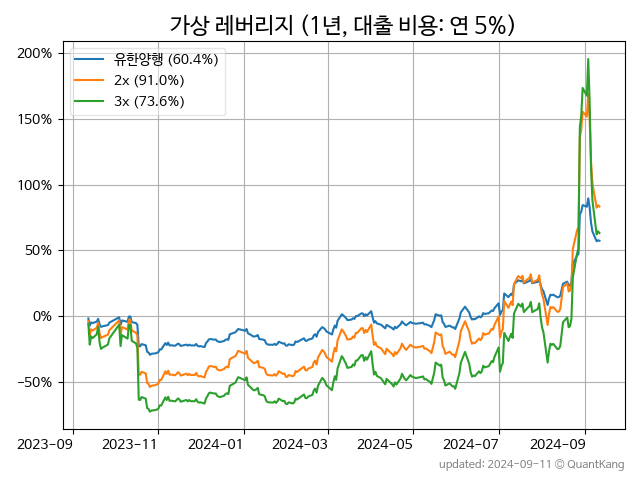 가상 레버리지 (1년, 대출 비용: 연 5%)
유한양행 (60.4%)
2x (91.0%)
3x (73.6%)
200%
150%
100%
50%
0%
−50%
2023-09 2023-11 2024-01 2024-03 2024-05 2024-07 2024-09
updated: 2024-09-11 © QuantKang